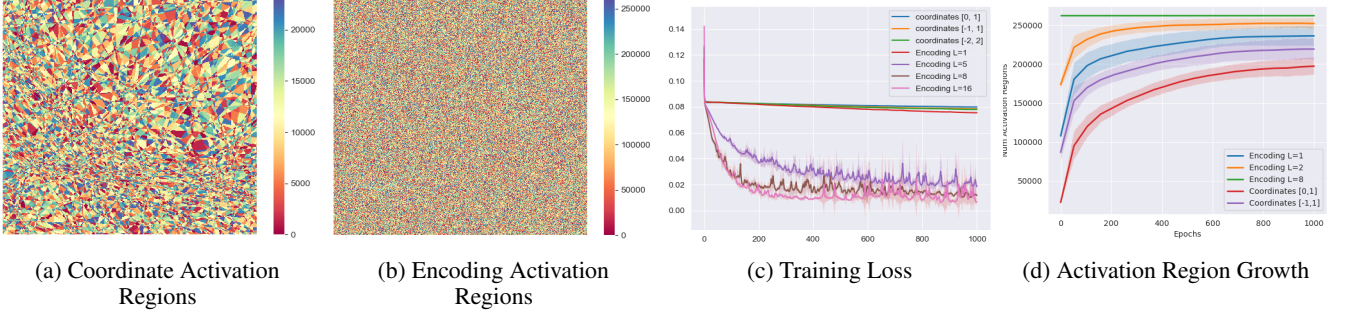 20000
15000
10000
5000
0
(a) Coordinate Activation
Regions
250000
200000
150000
100000
50000
0
(b) Encoding Activation
Regions
0.14
0.12
0.10
0.08
0.06
0.04
0.02
0.00
0
200
400
600
800
1000
coordinates [0, 1]
coordinates [-1, 1]
coordinates [-2, 2]
Encoding L=1
Encoding L=5
Encoding L=8
Encoding L=16
(c) Training Loss
Num Activation Regions
250000
200000
150000
100000
50000
0
200
400
600
800
1000
Epochs
Encoding L=1
Encoding L=2
Encoding L=8
Coordinates [0,1]
Coordinates [-1,1]
(d) Activation Region Growth